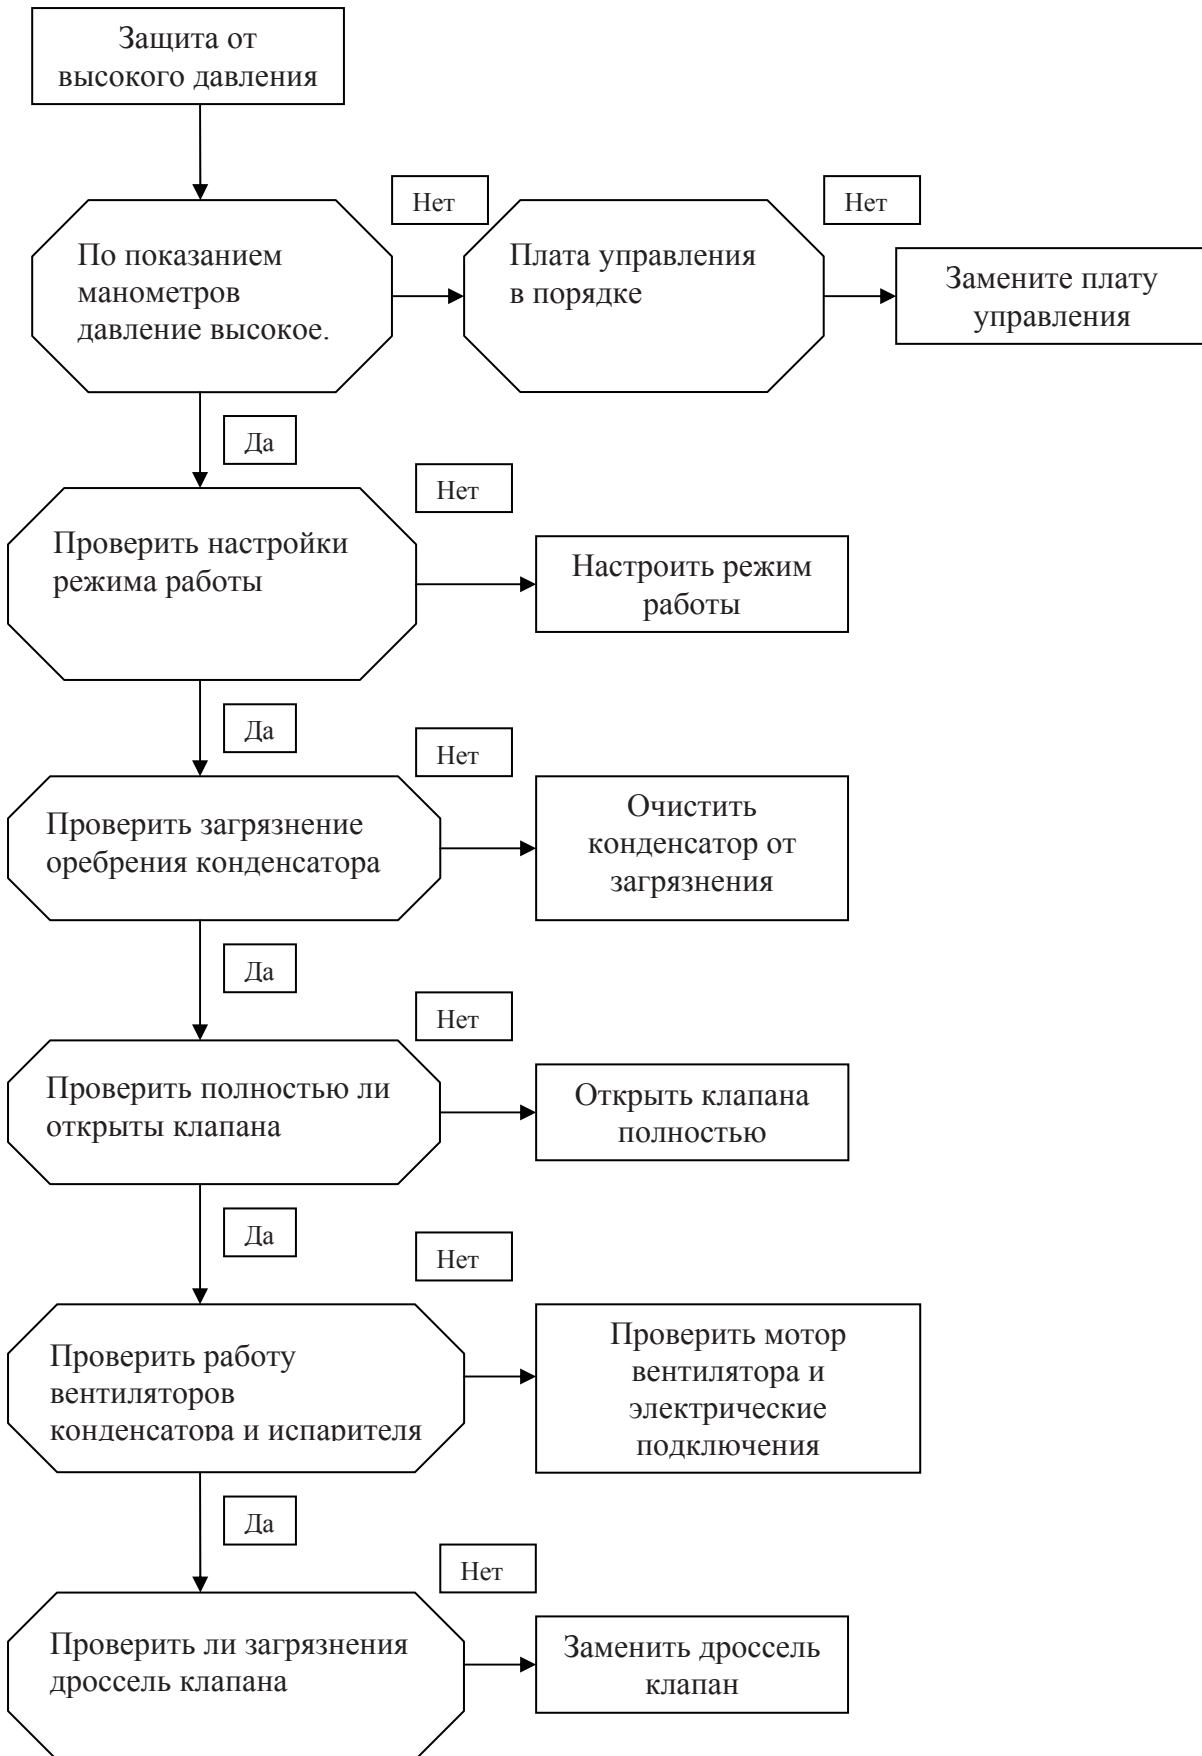 Защита от
высокого давления
Нет
Нет
По показанием
манометров
давление высокое.
Плата управления
в порядке
Замените плату
управления
Да
Нет
Проверить настройки
режима работы
Настроить режим
работы
Да
Нет
Проверить загрязнение
оребрения конденсатора
Очистить
конденсатор от
загрязнения
Да
Нет
Проверить полностью ли
открыты клапана
Открыть клапана
полностью
Да
Нет
Проверить работу
вентиляторов
конденсатора и испарителя
Проверить мотор
вентилятора и
электрические
подключения
Да
Нет
Проверить ли загрязнения
дроссель клапана
Заменить дроссель
клапан